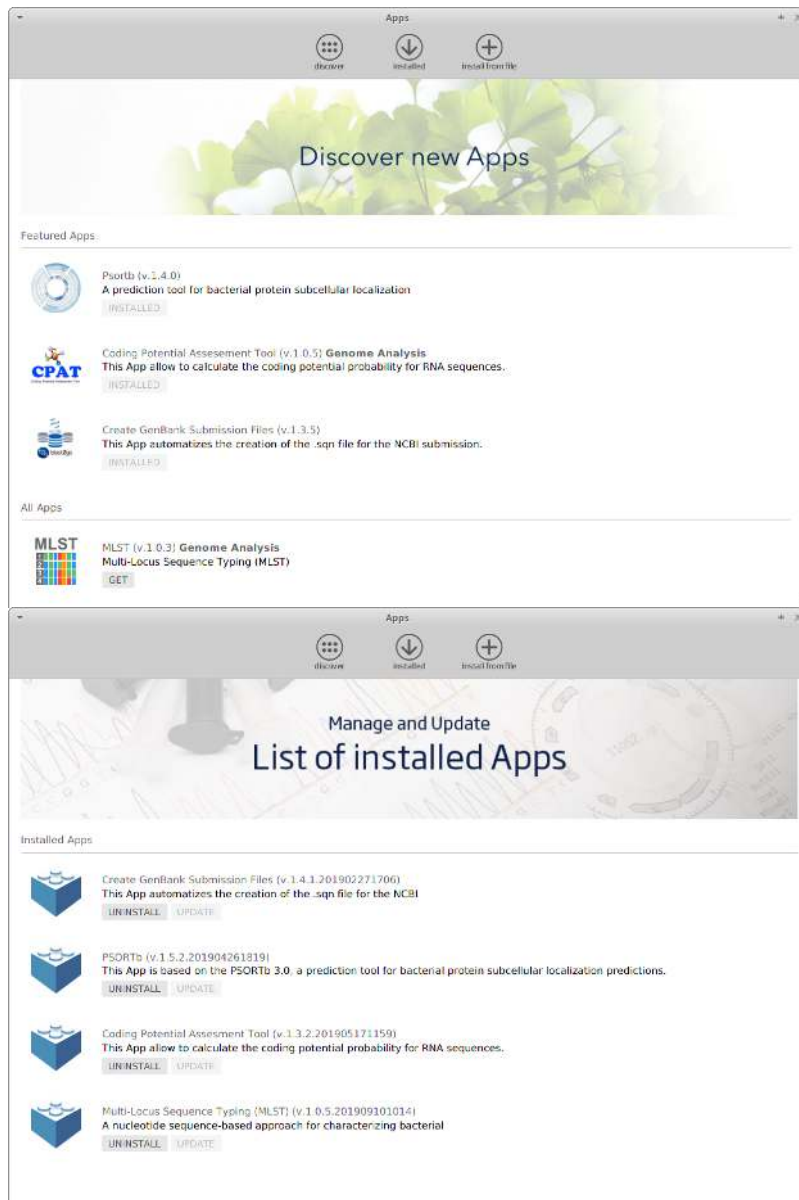 Apps
discover
installed
install from file
Discover new Apps
Featured Apps
Psortb (v.1.4.0)
A prediction tool for bacterial protein subcellular localization
INSTALLED
CPAT
Coding Potential Assesement Tool (v.1.0.5) Genome Analysis
This App allow to calculate the coding potential probability for RNA sequences.
INSTALLED
Create GenBank Submission Files (v.1.3.5)
This App automatizes the creation of the .sqn file for the NCBI submission.
INSTALLED
All Apps
MLST
1
2
3
4
MLST (v.1.0.3) Genome Analysis
Multi-Locus Sequence Typing (MLST)
GET
Apps
discover
installed
install from file
Manage and Update
List of installed Apps
Installed Apps
Create GenBank Submission Files (v.1.4.1.201902271706)
This App automatizes the creation of the .sqn file for the NCBI
UNINSTALL UPDATE
PSORTb (v.1.5.2.201904261819)
This App is based on the PSORTb 3.0, a prediction tool for bacterial protein subcellular localization predictions.
UNINSTALL UPDATE
Coding Potential Assesment Tool (v.1.3.2.201905171159)
This App allow to calculate the coding potential probability for RNA sequences.
UNINSTALL UPDATE
Multi-Locus Sequence Typing (MLST) (v.1.0.5.201909101014)
A nucleotide sequence-based approach for characterizing bacterial
UNINSTALL UPDATE